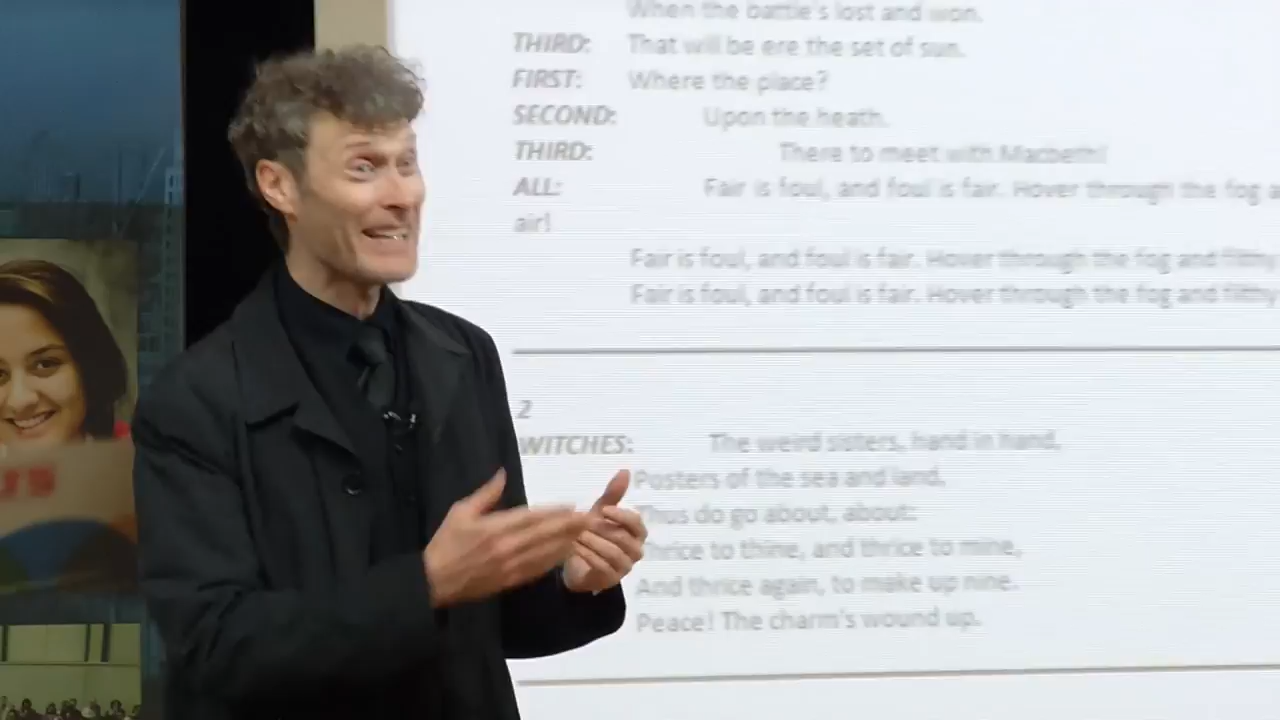 When the battle's lost and won.
THIRD: That will be ere the set of sun.
FIRST: Where the place?
SECOND: Upon the heath.
THIRD: There to meet with Macbeth!
ALL: Fair is foul, and foul is fair. Hover through the fog a
air!
Fair is foul, and foul is fair. Hover through the fog and filthy
Fair is foul, and foul is fair. Hover through the fog and filthy
2
WITCHES: The weird sisters, hand in hand,
Posters of the sea and land,
Thus do go about, about:
Thrice to thine, and thrice to mine,
And thrice again, to make up nine.
Peace! The charm's wound up.